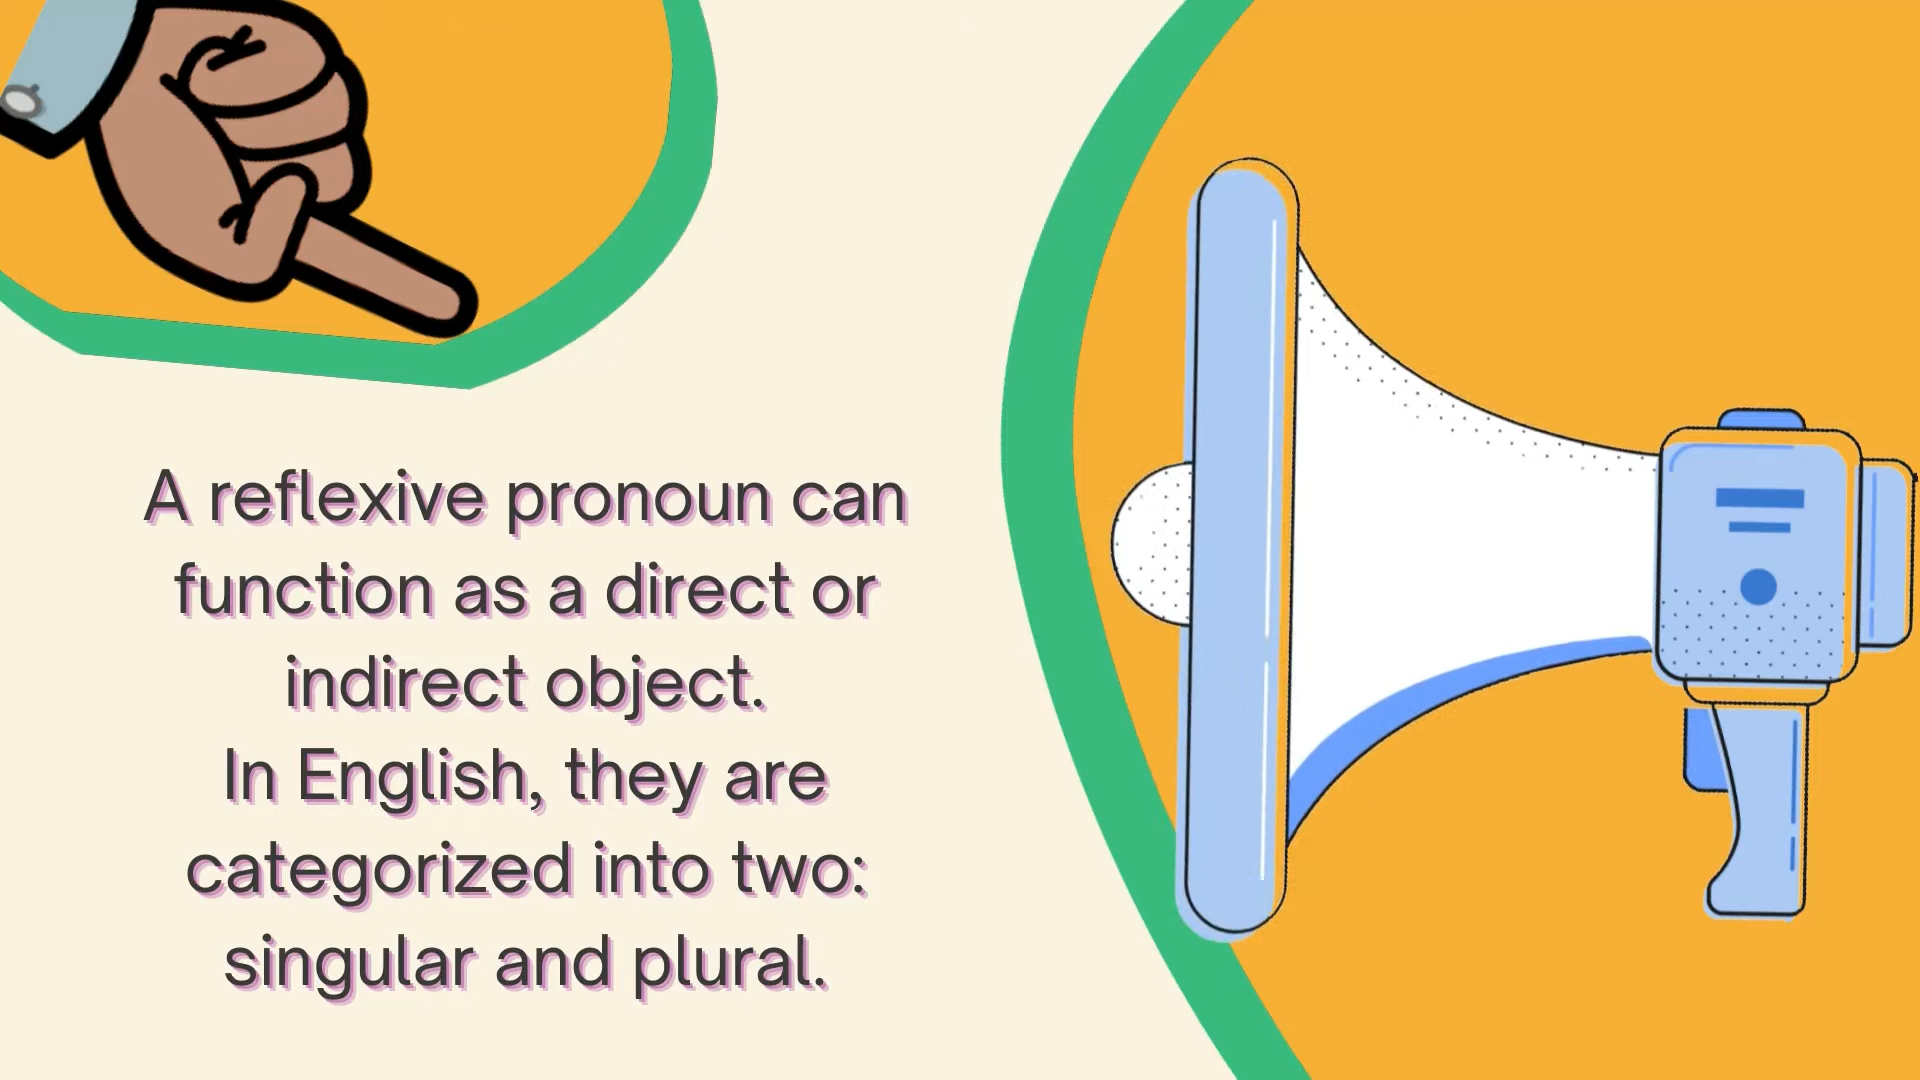 A reflexive pronoun can
function as a direct or
indirect object.
In English, they are
categorized into two:
singular and plural.